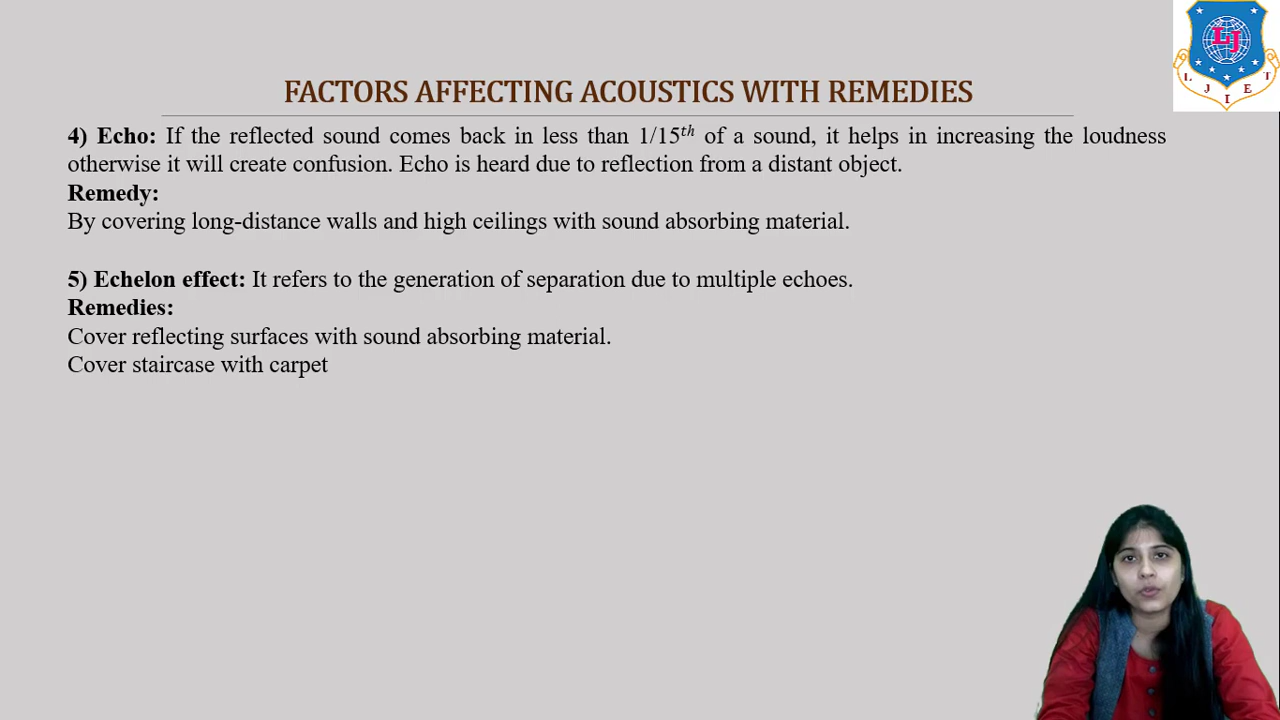 LJ
L J I E T
FACTORS AFFECTING ACOUSTICS WITH REMEDIES
4) Echo: If the reflected sound comes back in less than 1/15th of a sound, it helps in increasing the loudness
otherwise it will create confusion. Echo is heard due to reflection from a distant object.
Remedy:
By covering long-distance walls and high ceilings with sound absorbing material.
5) Echelon effect: It refers to the generation of separation due to multiple echoes.
Remedies:
Cover reflecting surfaces with sound absorbing material.
Cover staircase with carpet